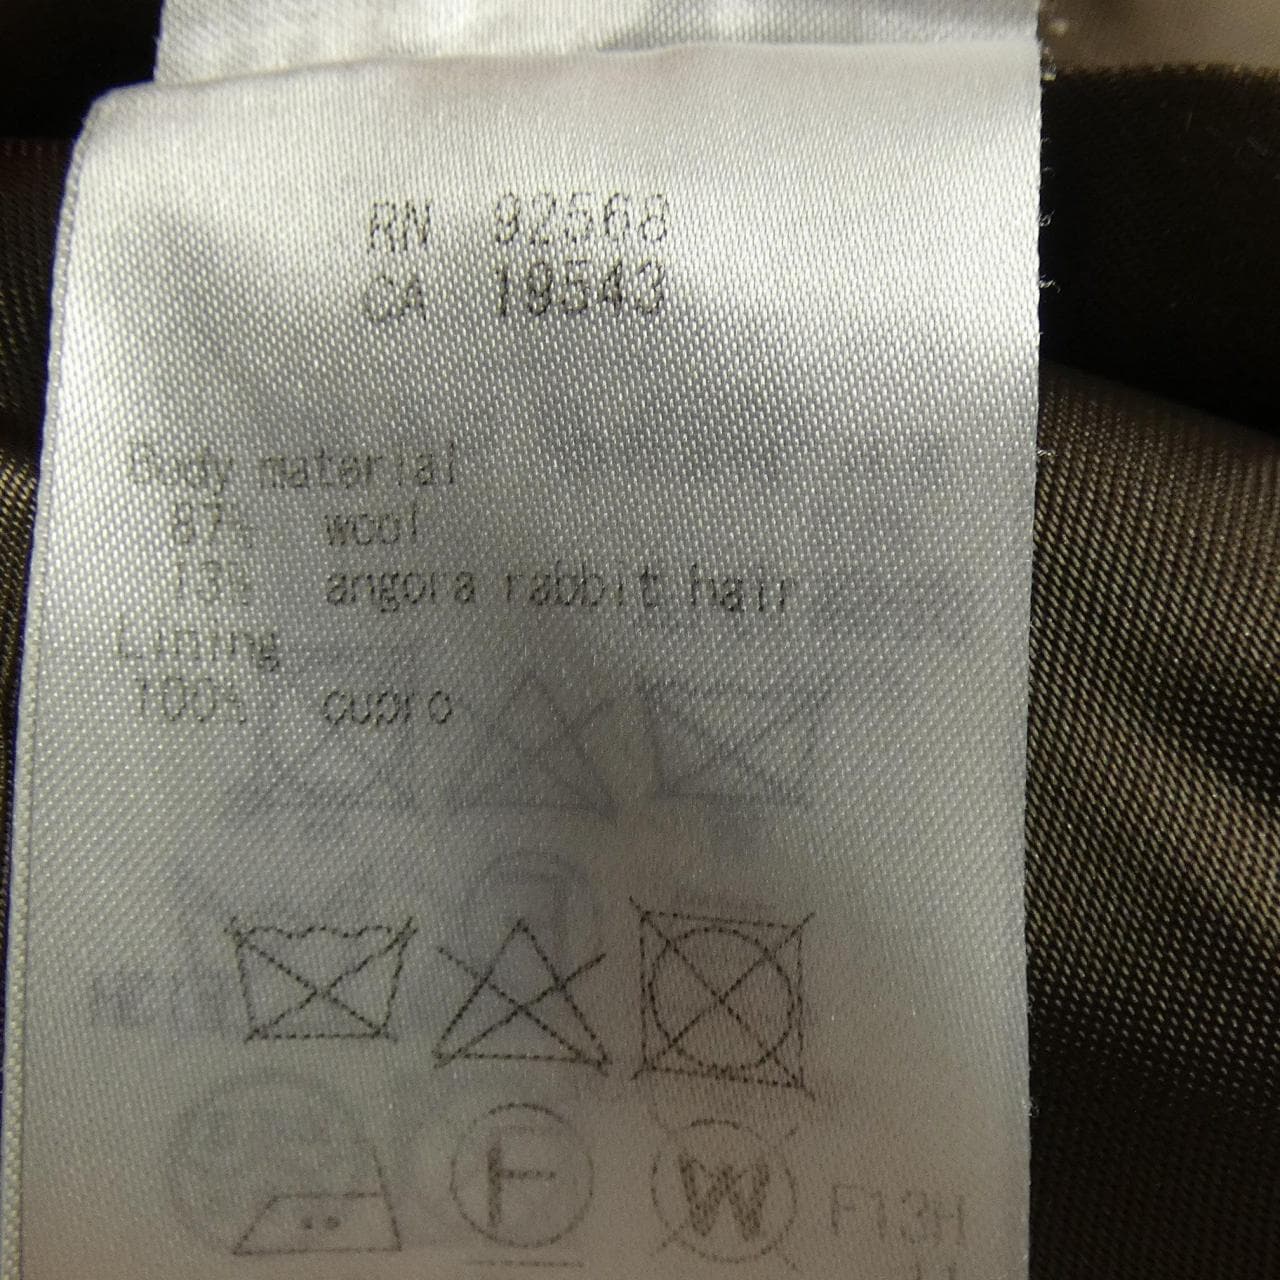 RN 92568
CA 19543
Body material
87% wool
13% angora rabbit hair
Lining
100% cupro
F
W
F13H